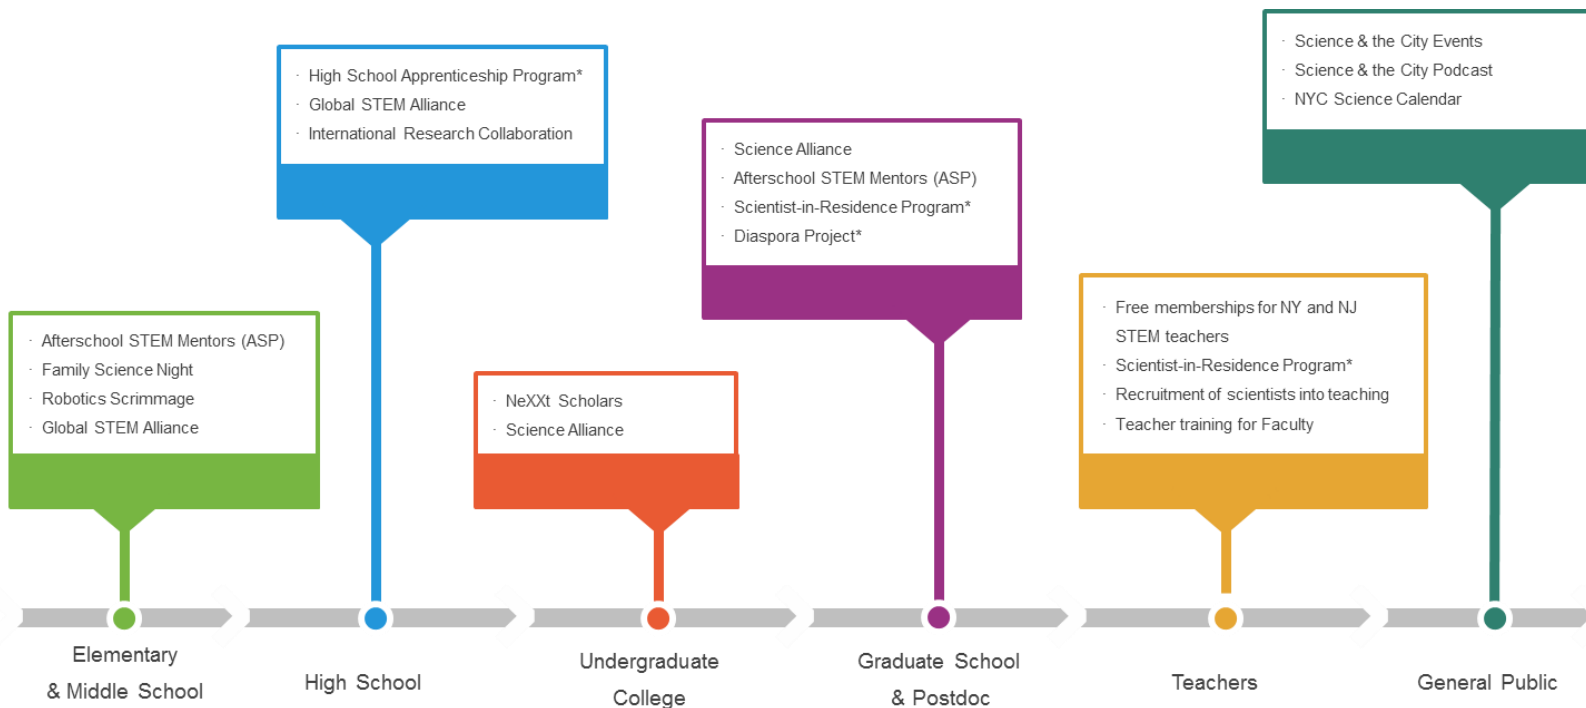 · Afterschool STEM Mentors (ASP)
· Family Science Night
· Robotics Scrimmage
· Global STEM Alliance
Elementary
& Middle School
· High School Apprenticeship Program*
· Global STEM Alliance
· International Research Collaboration
High School
· NeXXt Scholars
· Science Alliance
Undergraduate
College
· Science Alliance
· Afterschool STEM Mentors (ASP)
· Scientist-in-Residence Program*
· Diaspora Project*
Graduate School
& Postdoc
· Free memberships for NY and NJ
STEM teachers
· Scientist-in-Residence Program*
· Recruitment of scientists into teaching
· Teacher training for Faculty
Teachers
· Science & the City Events
· Science & the City Podcast
· NYC Science Calendar
General Public